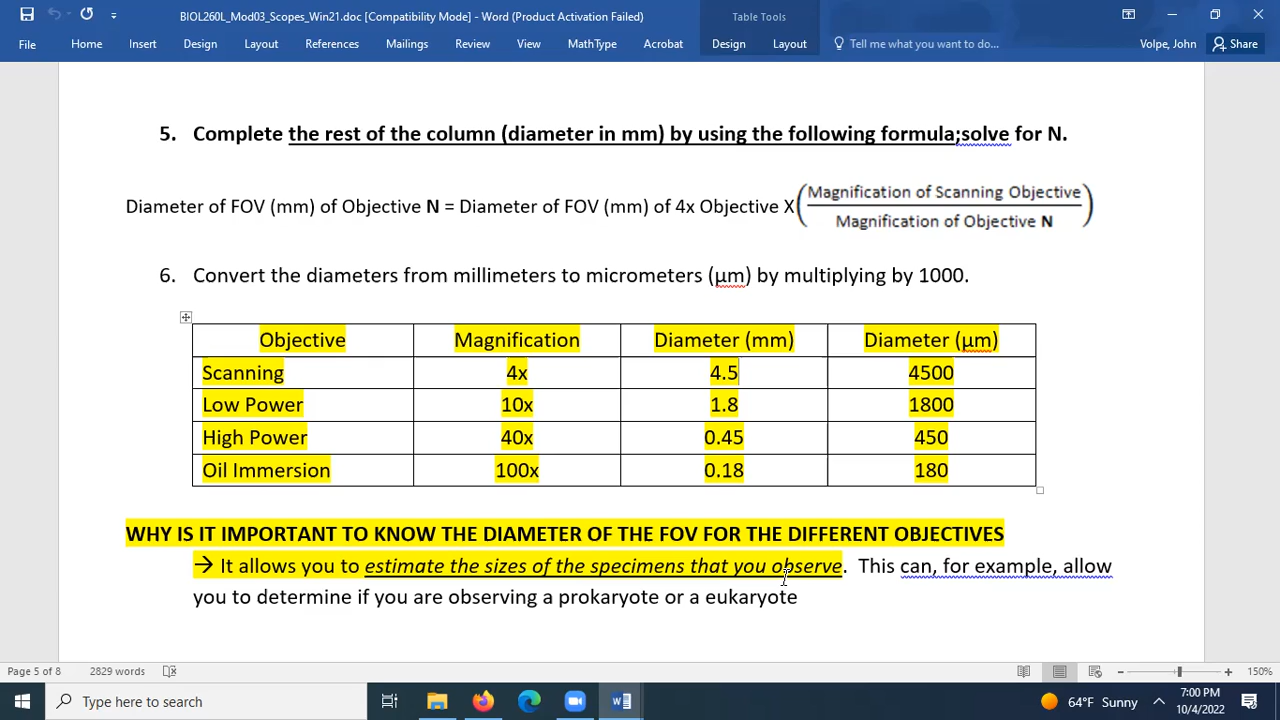 BIOL260L_Mod03_Scopes_Win21.doc [Compatibility Mode] - Word (Product Activation Failed)
Table Tools
File Home Insert Design Layout References Mailings Review View MathType Acrobat Design Layout Tell me what you want to do... Volpe, John Share
5. Complete the rest of the column (diameter in mm) by using the following formula;solve for N.
Diameter of FOV (mm) of Objective N = Diameter of FOV (mm) of 4x Objective X (Magnification of Scanning Objective
Magnification of Objective N)
6. Convert the diameters from millimeters to micrometers (µm) by multiplying by 1000.
Objective Magnification Diameter (mm) Diameter (µm)
Scanning 4x 4.5 4500
Low Power 10x 1.8 1800
High Power 40x 0.45 450
Oil Immersion 100x 0.18 180
WHY IS IT IMPORTANT TO KNOW THE DIAMETER OF THE FOV FOR THE DIFFERENT OBJECTIVES
→ It allows you to estimate the sizes of the specimens that you observe. This can, for example, allow
you to determine if you are observing a prokaryote or a eukaryote
Page 5 of 8 2829 words 150%
Type here to search
64°F Sunny
7:00 PM
10/4/2022